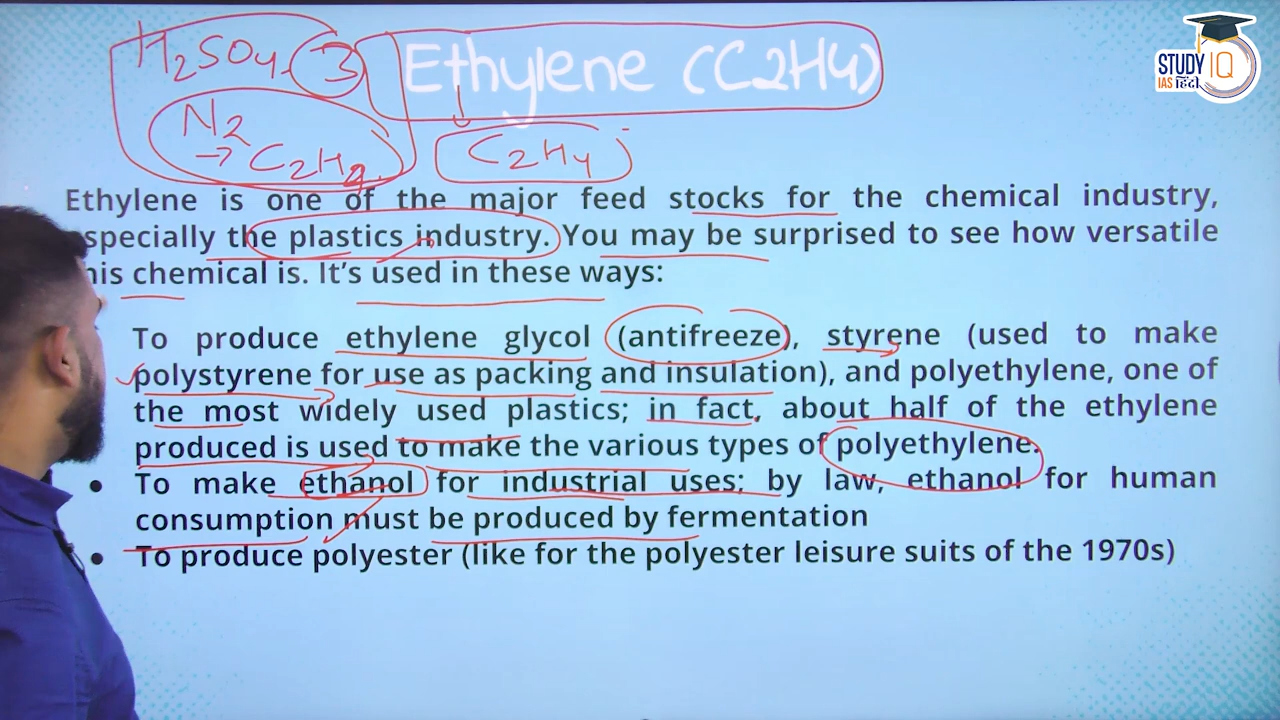 H2SO4. 3
Ethylene (C2H4)
N2
→ C2H4
C2H4
STUDY IQ
IAS हिंदी
Ethylene is one of the major feed stocks for the chemical industry,
specially the plastics industry. You may be surprised to see how versatile
his chemical is. It’s used in these ways:
To produce ethylene glycol (antifreeze), styrene (used to make
polystyrene for use as packing and insulation), and polyethylene, one of
the most widely used plastics; in fact, about half of the ethylene
produced is used to make the various types of polyethylene.
• To make ethanol for industrial uses; by law, ethanol for human
consumption must be produced by fermentation
• To produce polyester (like for the polyester leisure suits of the 1970s)